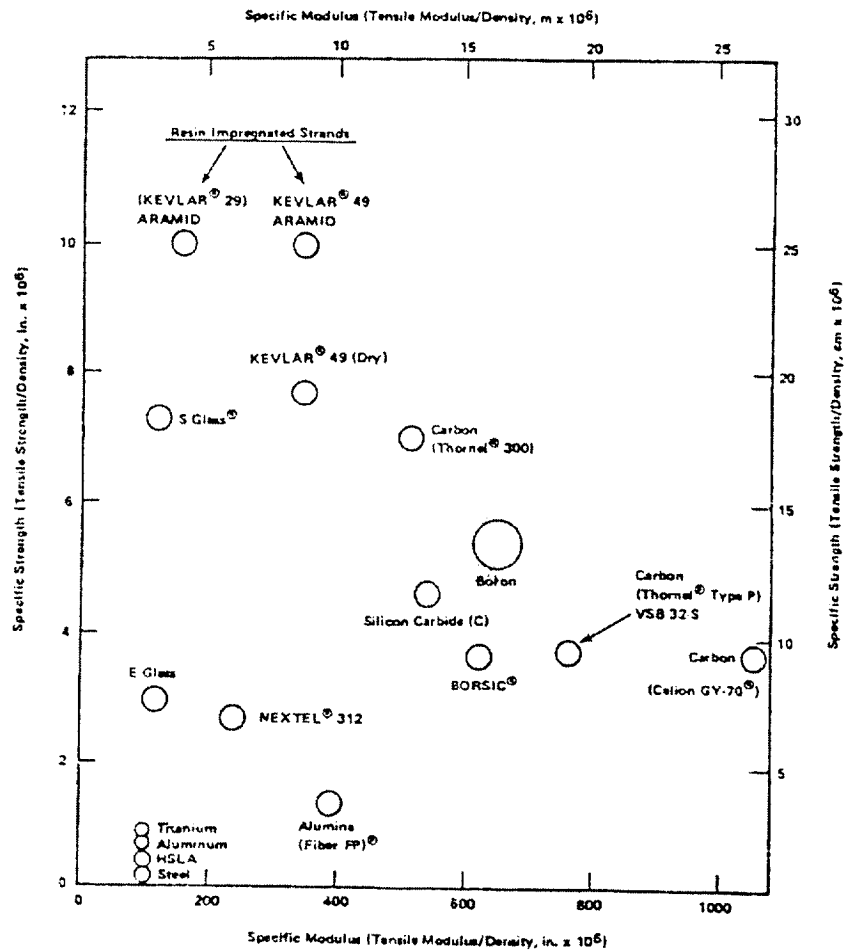 Specific Modulus (Tensile Modulus/Density, m x 10⁶)
5 10 15 20 25
12
10
8
6
4
2
0
Specific Strength (Tensile Strength/Density, in. x 10⁶)
30
25
20
15
10
5
Specific Strength (Tensile Strength/Density, cm x 10⁶)
Resin Impregnated Strands
(KEVLAR® 29)
ARAMID
KEVLAR® 49
ARAMID
KEVLAR® 49 (Dry)
S Glass®
Carbon
(Thornel® 300)
Boron
Silicon Carbide (C)
Carbon
(Thornel® Type P)
VSB 32 S
BORSIC®
Carbon
(Celion GY-70®)
E Glass
NEXTEL® 312
Alumina
(Fiber FP)®
Titanium
Aluminum
HSLA
Steel
0 200 400 600 800 1000
Specific Modulus (Tensile Modulus/Density, in. x 10⁶)